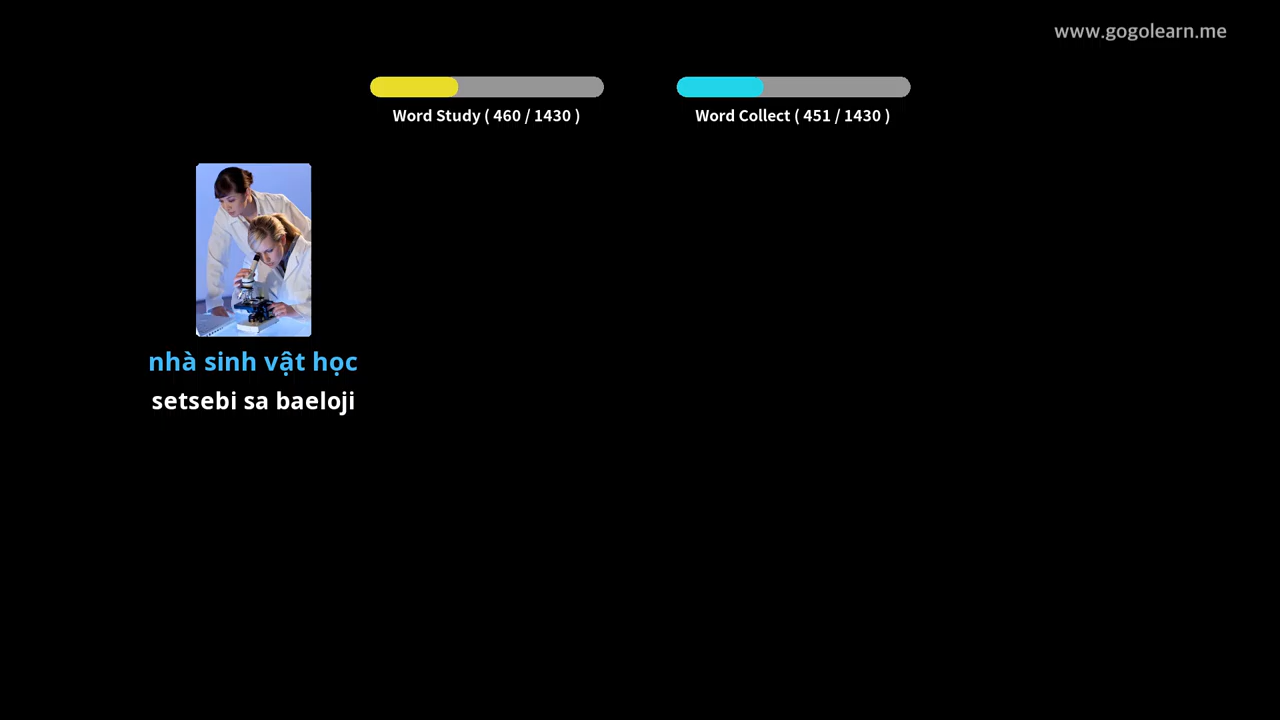 www.gogolearn.me
Word Study ( 460 / 1430 )
Word Collect ( 451 / 1430 )
nhà sinh vật học
setsebi sa baeloji